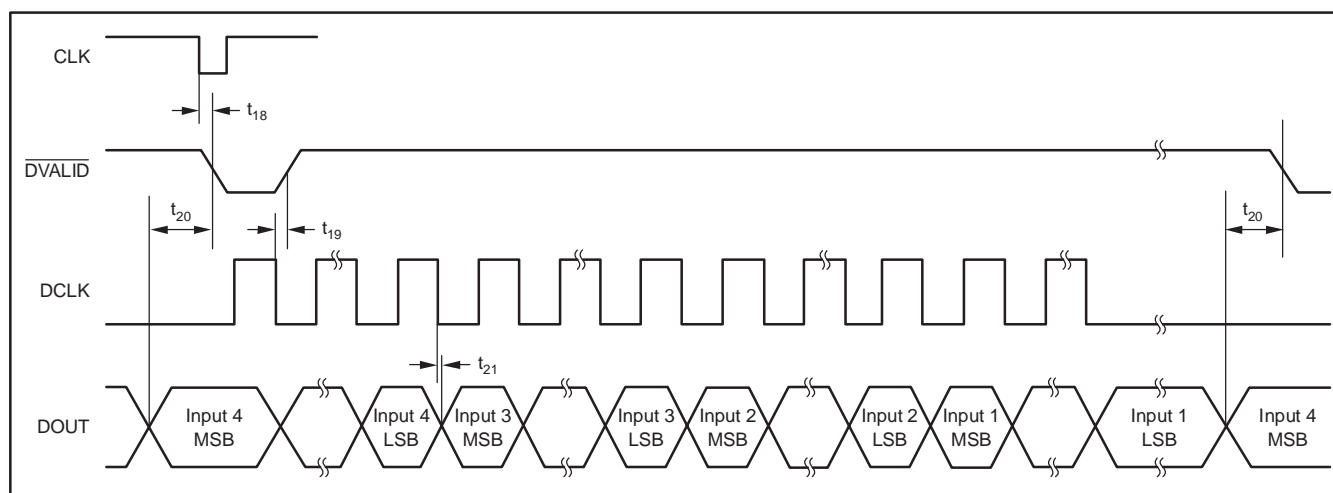 CLK
t18
DVALID
t20
t19
t20
DCLK
t21
DOUT
Input 4
MSB
Input 4
LSB
Input 3
MSB
Input 3
LSB
Input 2
MSB
Input 2
LSB
Input 1
MSB
Input 1
LSB
Input 4
MSB